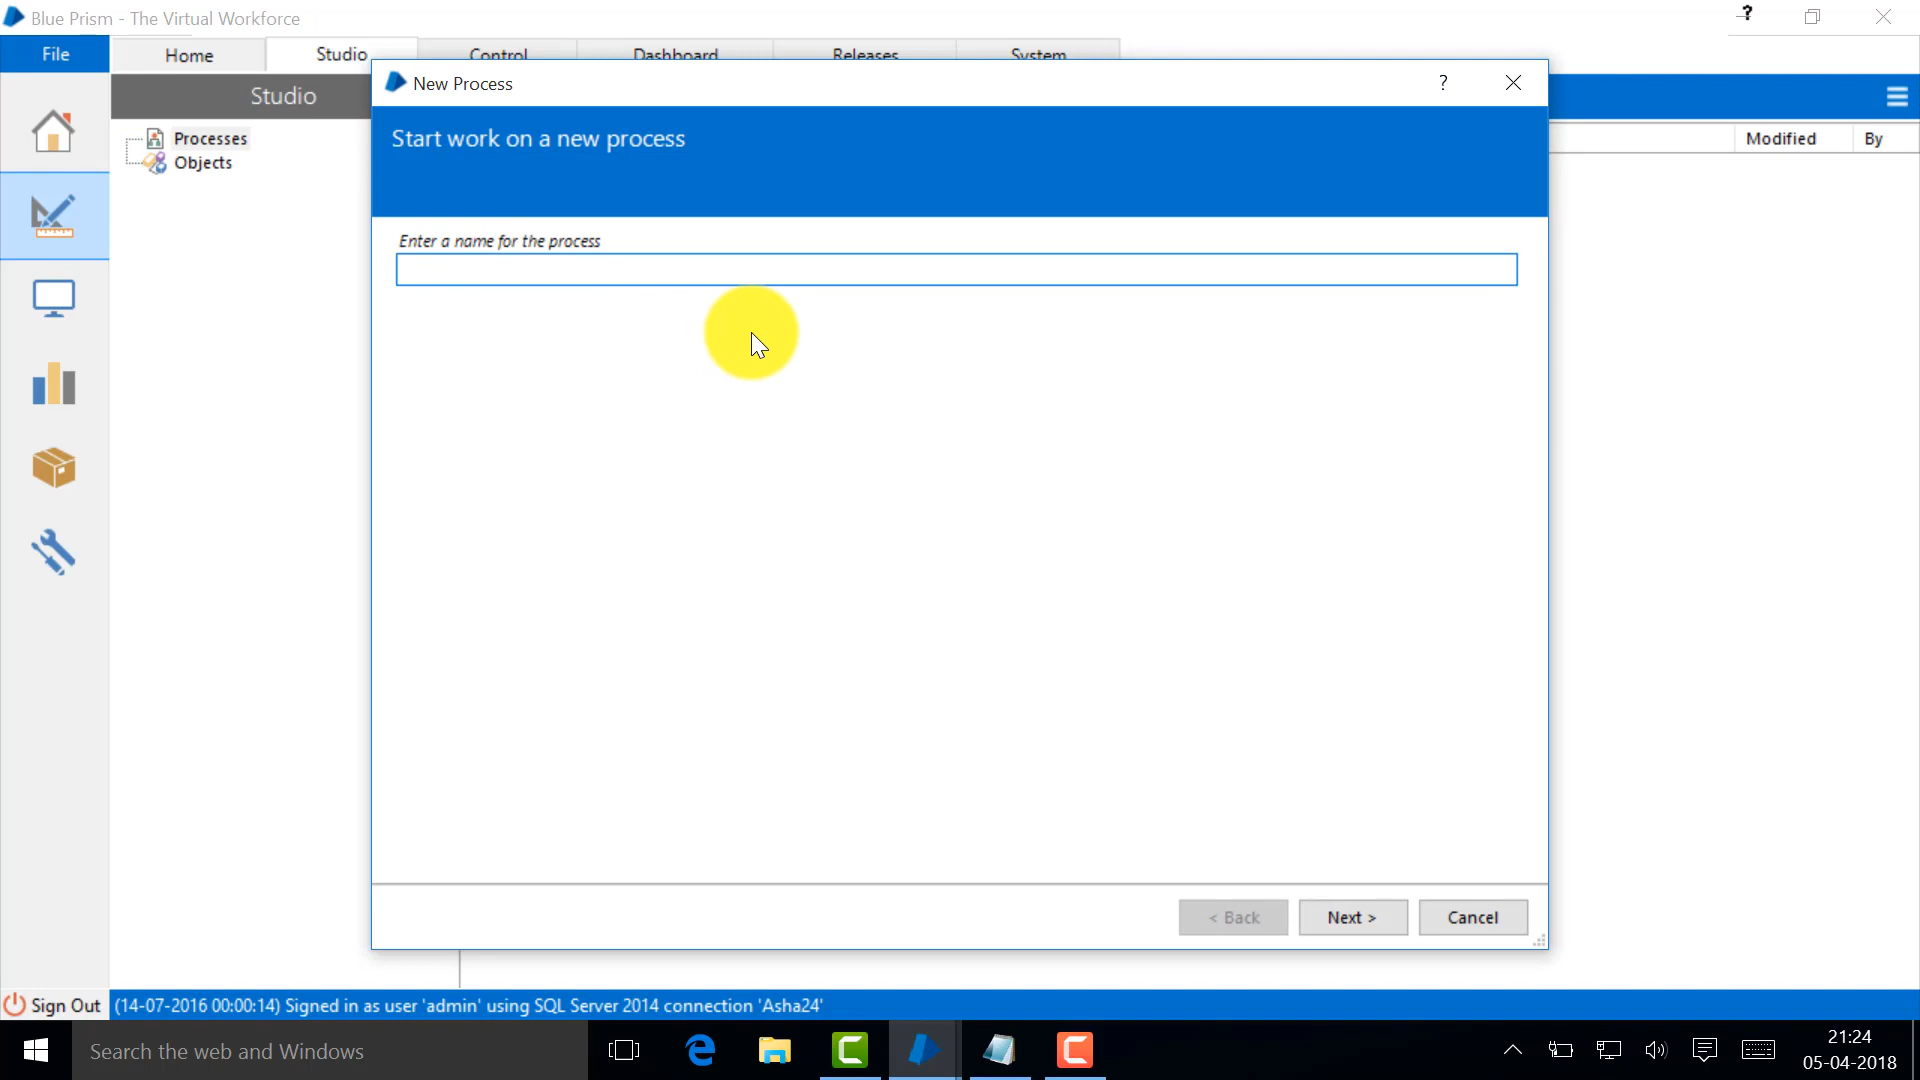 Blue Prism - The Virtual Workforce
?
File
Home
Studio
Control
Dashboard
Releases
System
New Process
?
Studio
Start work on a new process
Processes
Objects
Modified
By
Enter a name for the process
< Back
Next >
Cancel
Sign Out
(14-07-2016 00:00:14) Signed in as user 'admin' using SQL Server 2014 connection 'Asha24'
Search the web and Windows
21:24
05-04-2018